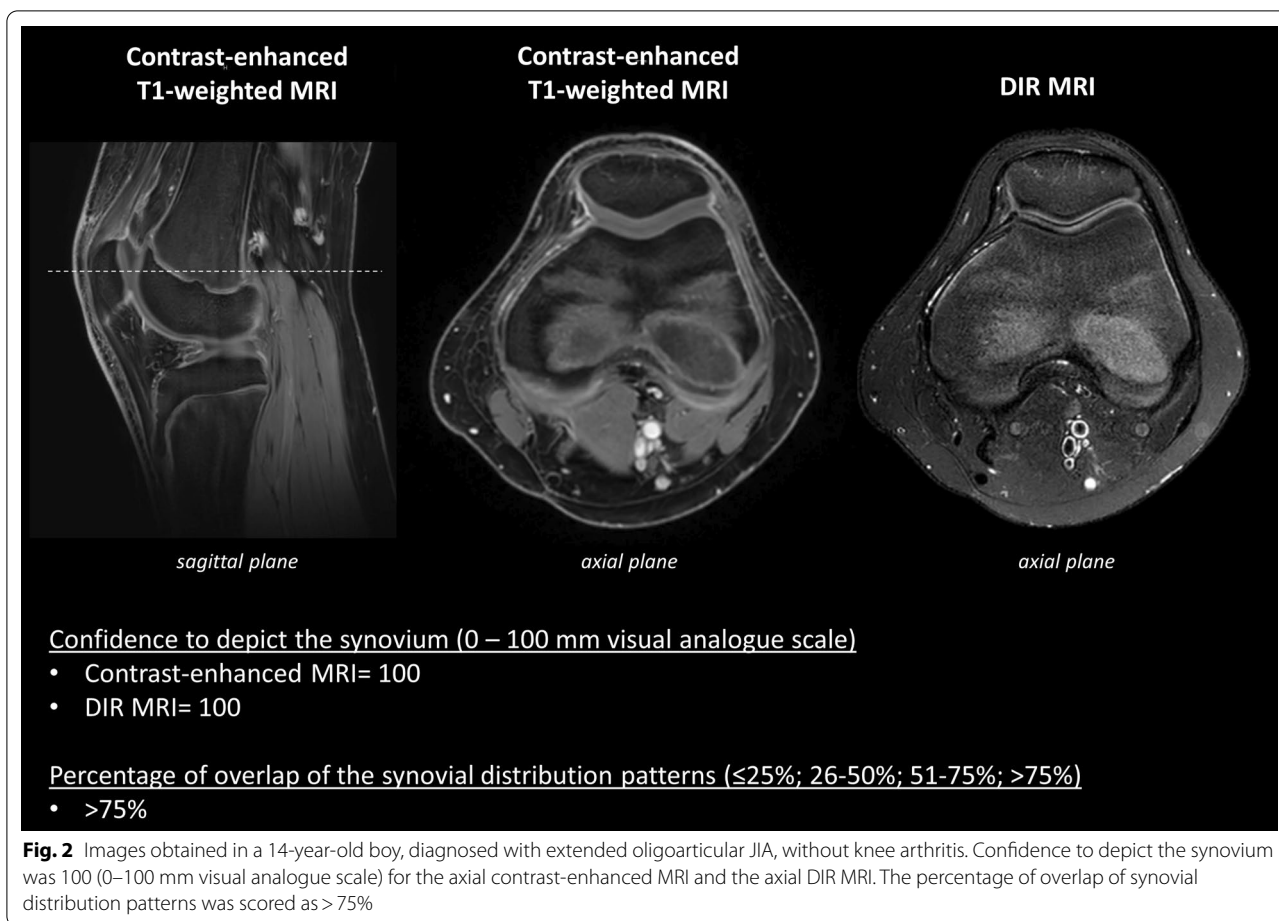 Contrast-enhanced
T1-weighted MRI
Contrast-enhanced
T1-weighted MRI
DIR MRI
sagittal plane
axial plane
axial plane
Confidence to depict the synovium (0 – 100 mm visual analogue scale)
• Contrast-enhanced MRI= 100
• DIR MRI= 100
Percentage of overlap of the synovial distribution patterns (≤25%; 26-50%; 51-75%; >75%)
• >75%
Fig. 2 Images obtained in a 14-year-old boy, diagnosed with extended oligoarticular JIA, without knee arthritis. Confidence to depict the synovium
was 100 (0–100 mm visual analogue scale) for the axial contrast-enhanced MRI and the axial DIR MRI. The percentage of overlap of synovial
distribution patterns was scored as > 75%